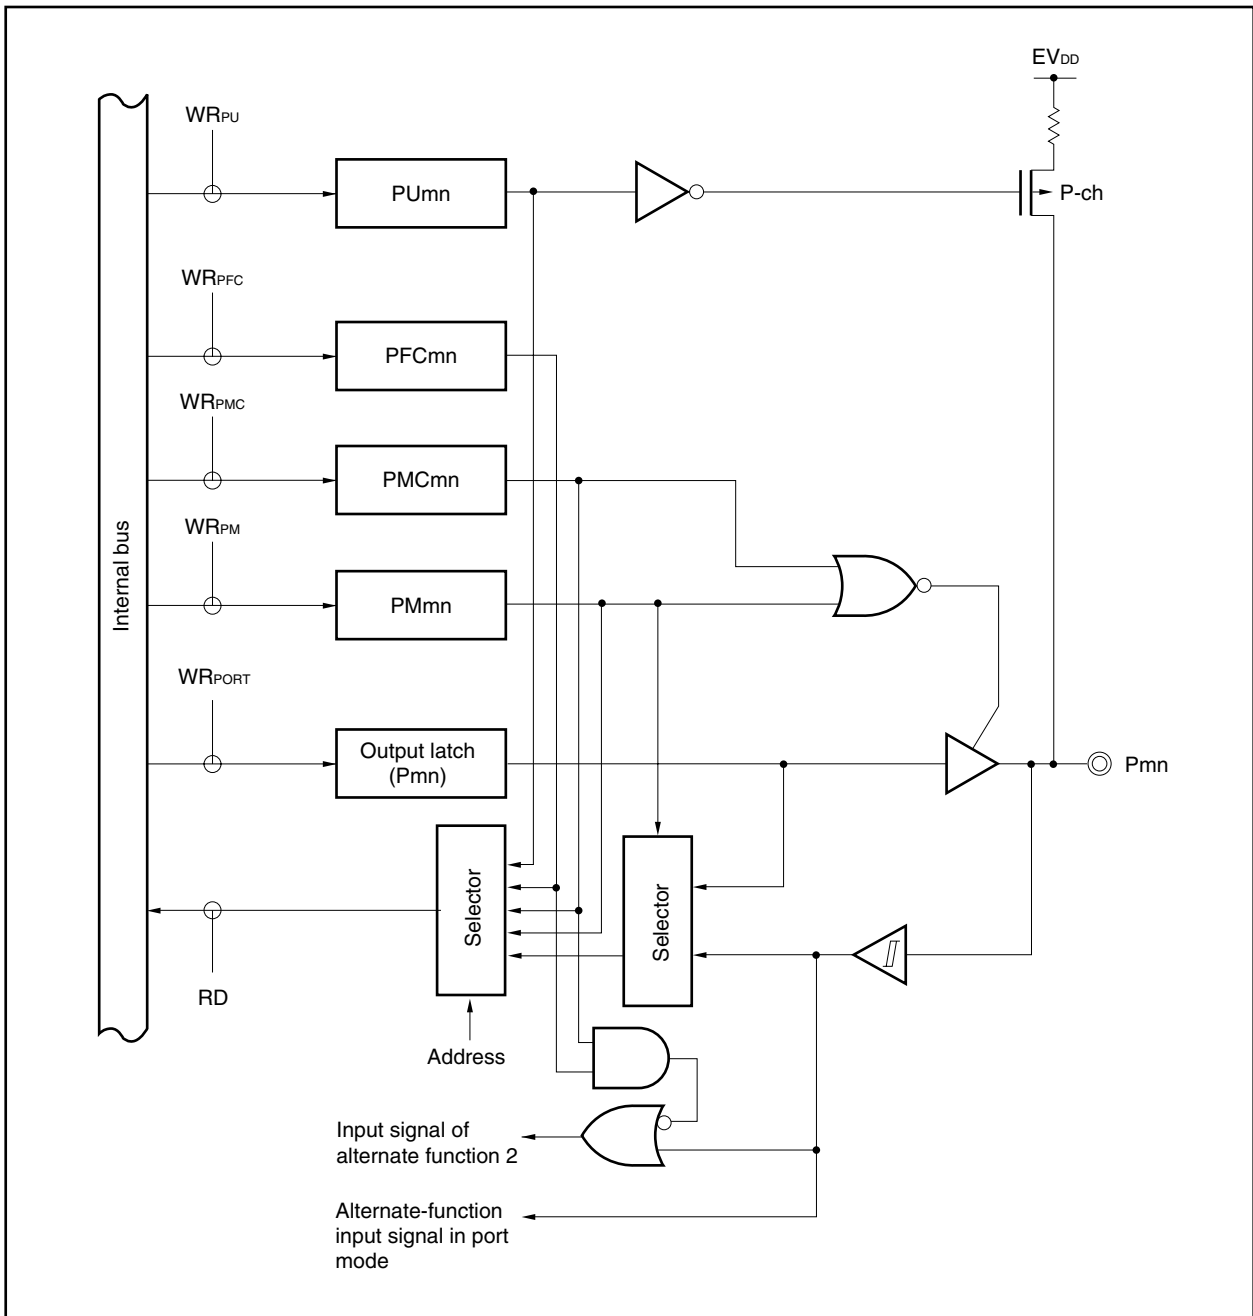 EVDD
WRPU
PUmn
P-ch
WRPFC
PFCmn
WRPMC
PMCmn
WRPM
PMmn
Internal bus
WRPORT
Output latch
(Pmn)
Pmn
Selector
Selector
RD
Address
Input signal of
alternate function 2
Alternate-function
input signal in port
mode